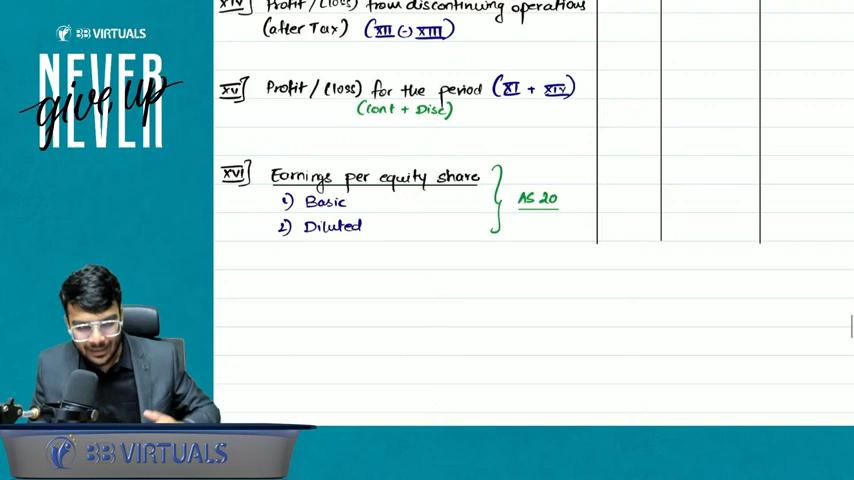 BB VIRTUALS
NEVER
give up
NEVER
XIV] Profit / (Loss) from discontinuing operations
(after Tax) (XII (-) XIII)
XV] Profit / (Loss) for the period (XI + XIV)
(Cont + Disc)
XVI] Earnings per equity share
1) Basic
2) Diluted
AS 20
BB VIRTUALS